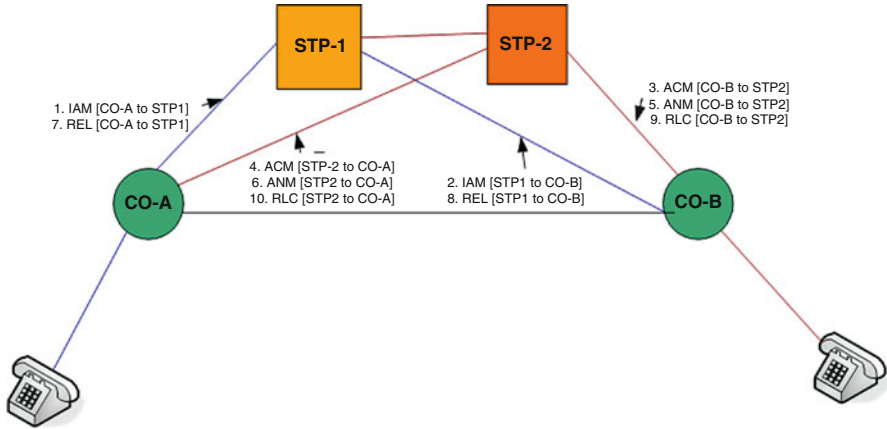 STP-1
STP-2
1. IAM [CO-A to STP1]
7. REL [CO-A to STP1]
3. ACM [CO-B to STP2]
5. ANM [CO-B to STP2]
9. RLC [CO-B to STP2]
4. ACM [STP-2 to CO-A]
6. ANM [STP2 to CO-A]
10. RLC [STP2 to CO-A]
2. IAM [STP1 to CO-B]
8. REL [STP1 to CO-B]
CO-A
CO-B